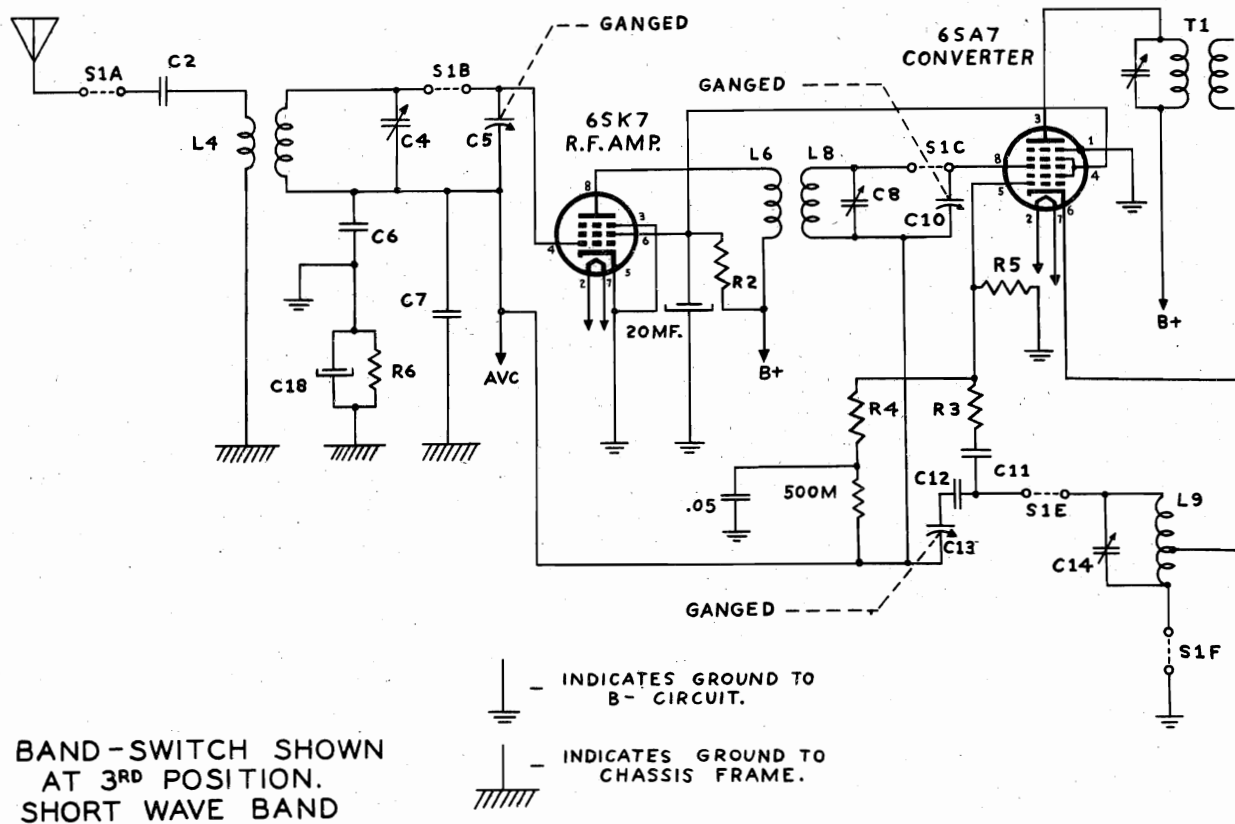 GANGED
6SA7
CONVERTER
T1
C2
S1A
S1B
GANGED
L4
C4
C5
6SK7
R.F. AMP.
3
1
8
4
5
6
2
7
L6
L8
S1C
C8
C10
8
3
6
4
5
2
7
C6
R2
R5
C7
20MF.
B+
B+
C18
R6
AVC
R4
R3
C11
.05
500M
C12
S1E
L9
C13
C14
GANGED
S1F
- INDICATES GROUND TO
B- CIRCUIT.
- INDICATES GROUND TO
CHASSIS FRAME.
BAND-SWITCH SHOWN
AT 3RD POSITION.
SHORT WAVE BAND